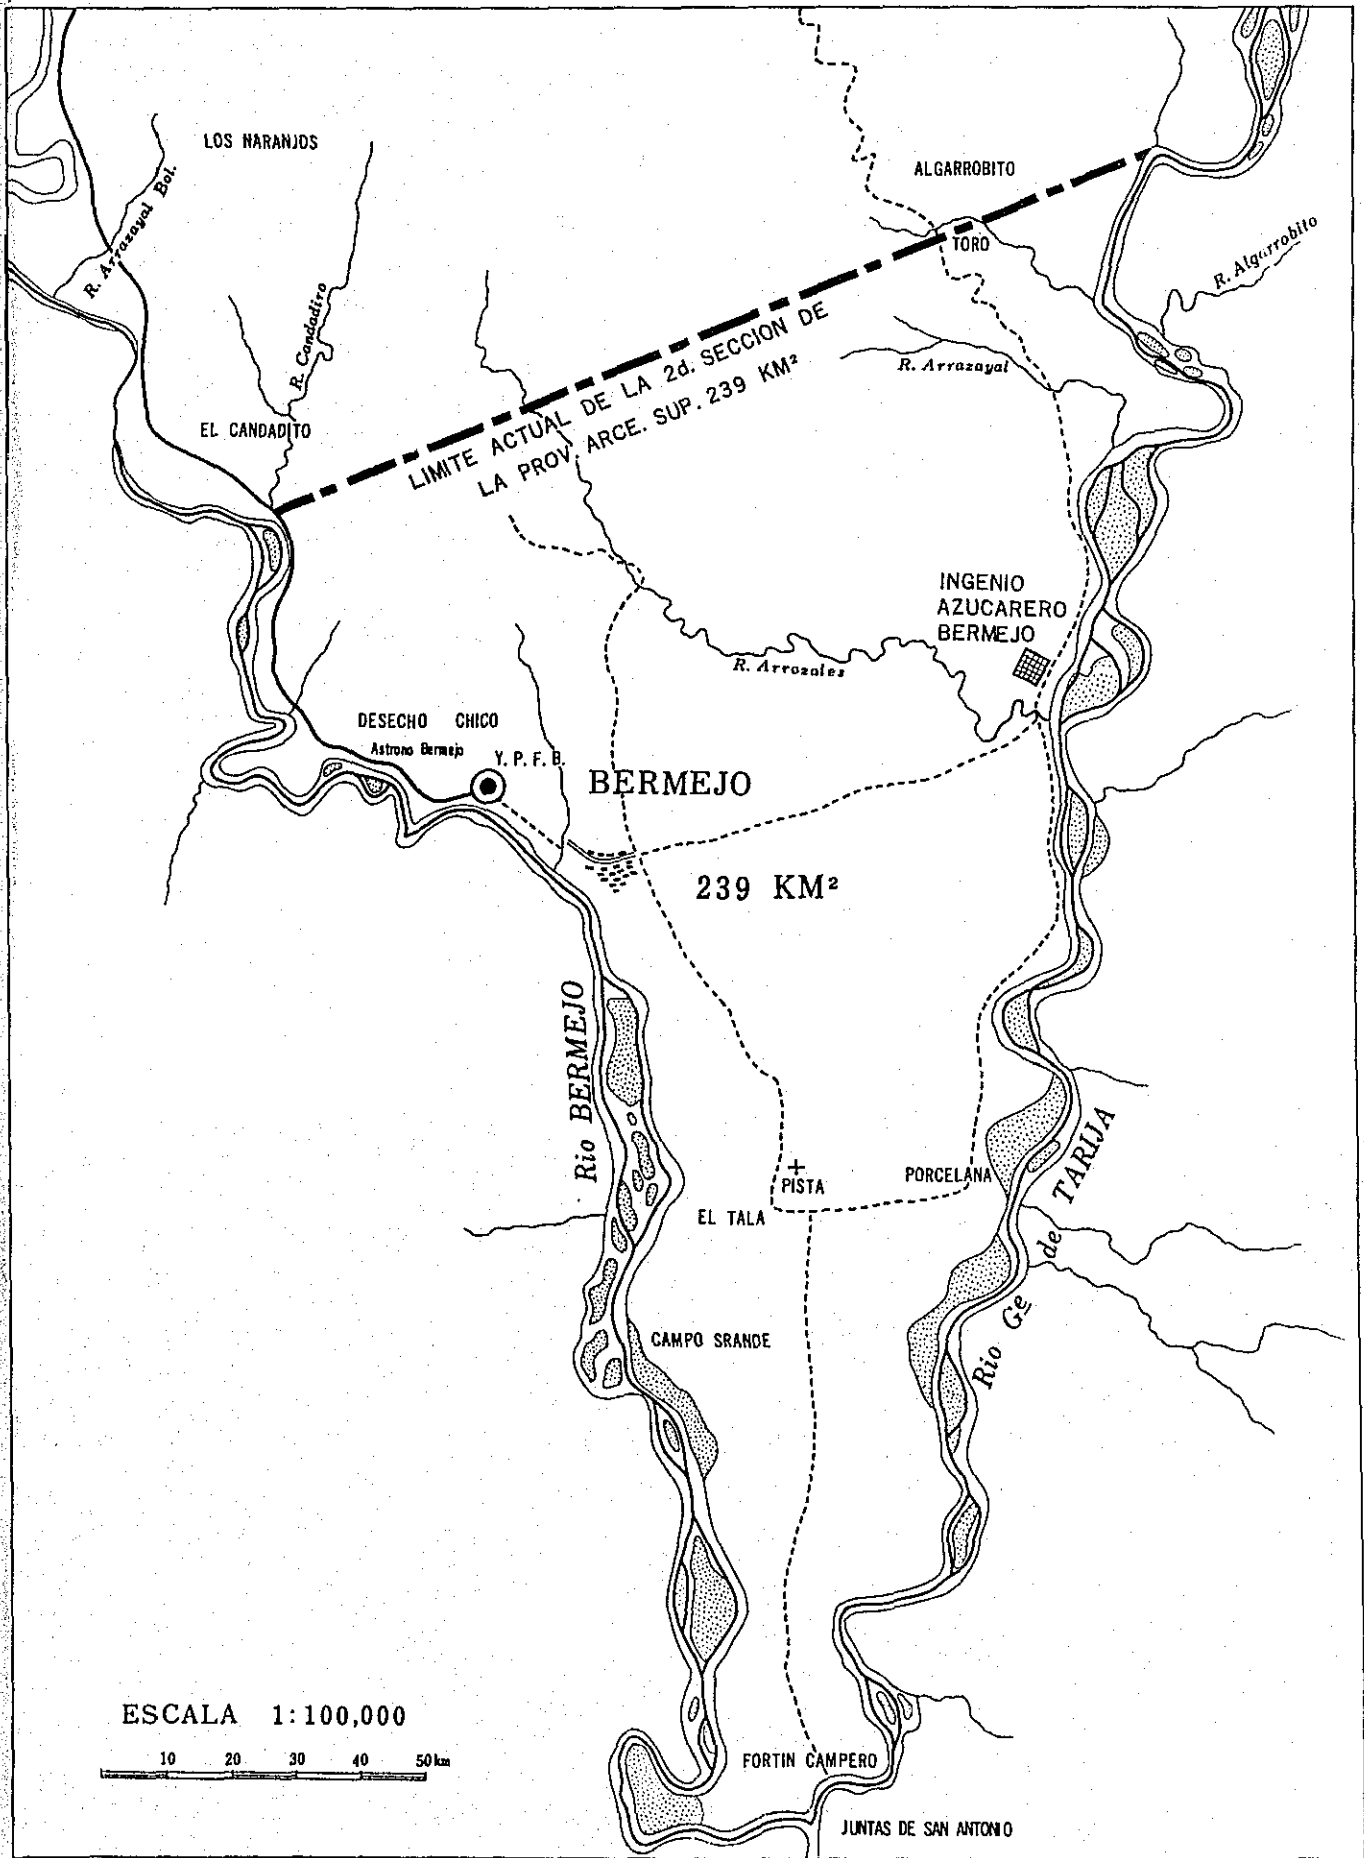 LOS NARANJOS
R. Arrazayal Bol.
ALGARROBITO
TORO
R. Algarrobito
R. Candadiro
R. Arrazayal
EL CANDADITO
LIMITE ACTUAL DE LA 2d. SECCION DE
LA PROV. ARCE. SUP. 239 KM²
INGENIO
AZUCARERO
BERMEJO
R. Arrozales
DESECHO CHICO
Astrono Bermejo
Y. P. F. B.
BERMEJO
239 KM²
Rio BERMEJO
PISTA
PORCELANA
EL TALA
Rio Ge de TARIJA
CAMPO SRANDE
ESCALA 1:100,000
10 20 30 40 50km
FORTIN CAMPERO
JUNTAS DE SAN ANTONIO